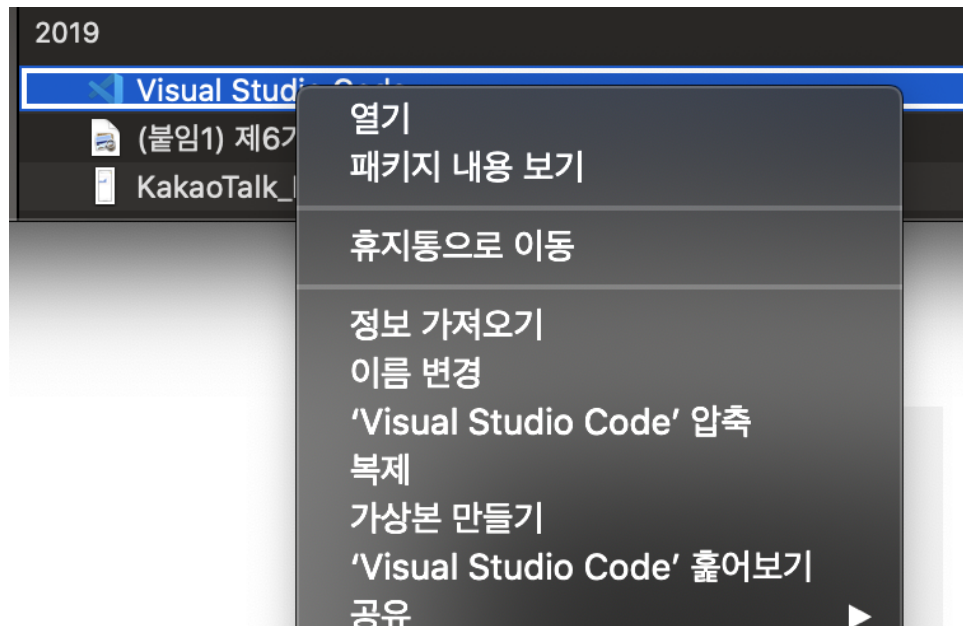 2019
Visual Stud
(붙임1) 제6기
KakaoTalk_
열기
패키지 내용 보기
휴지통으로 이동
정보 가져오기
이름 변경
‘Visual Studio Code’ 압축
복제
가상본 만들기
‘Visual Studio Code’ 훑어보기
공유